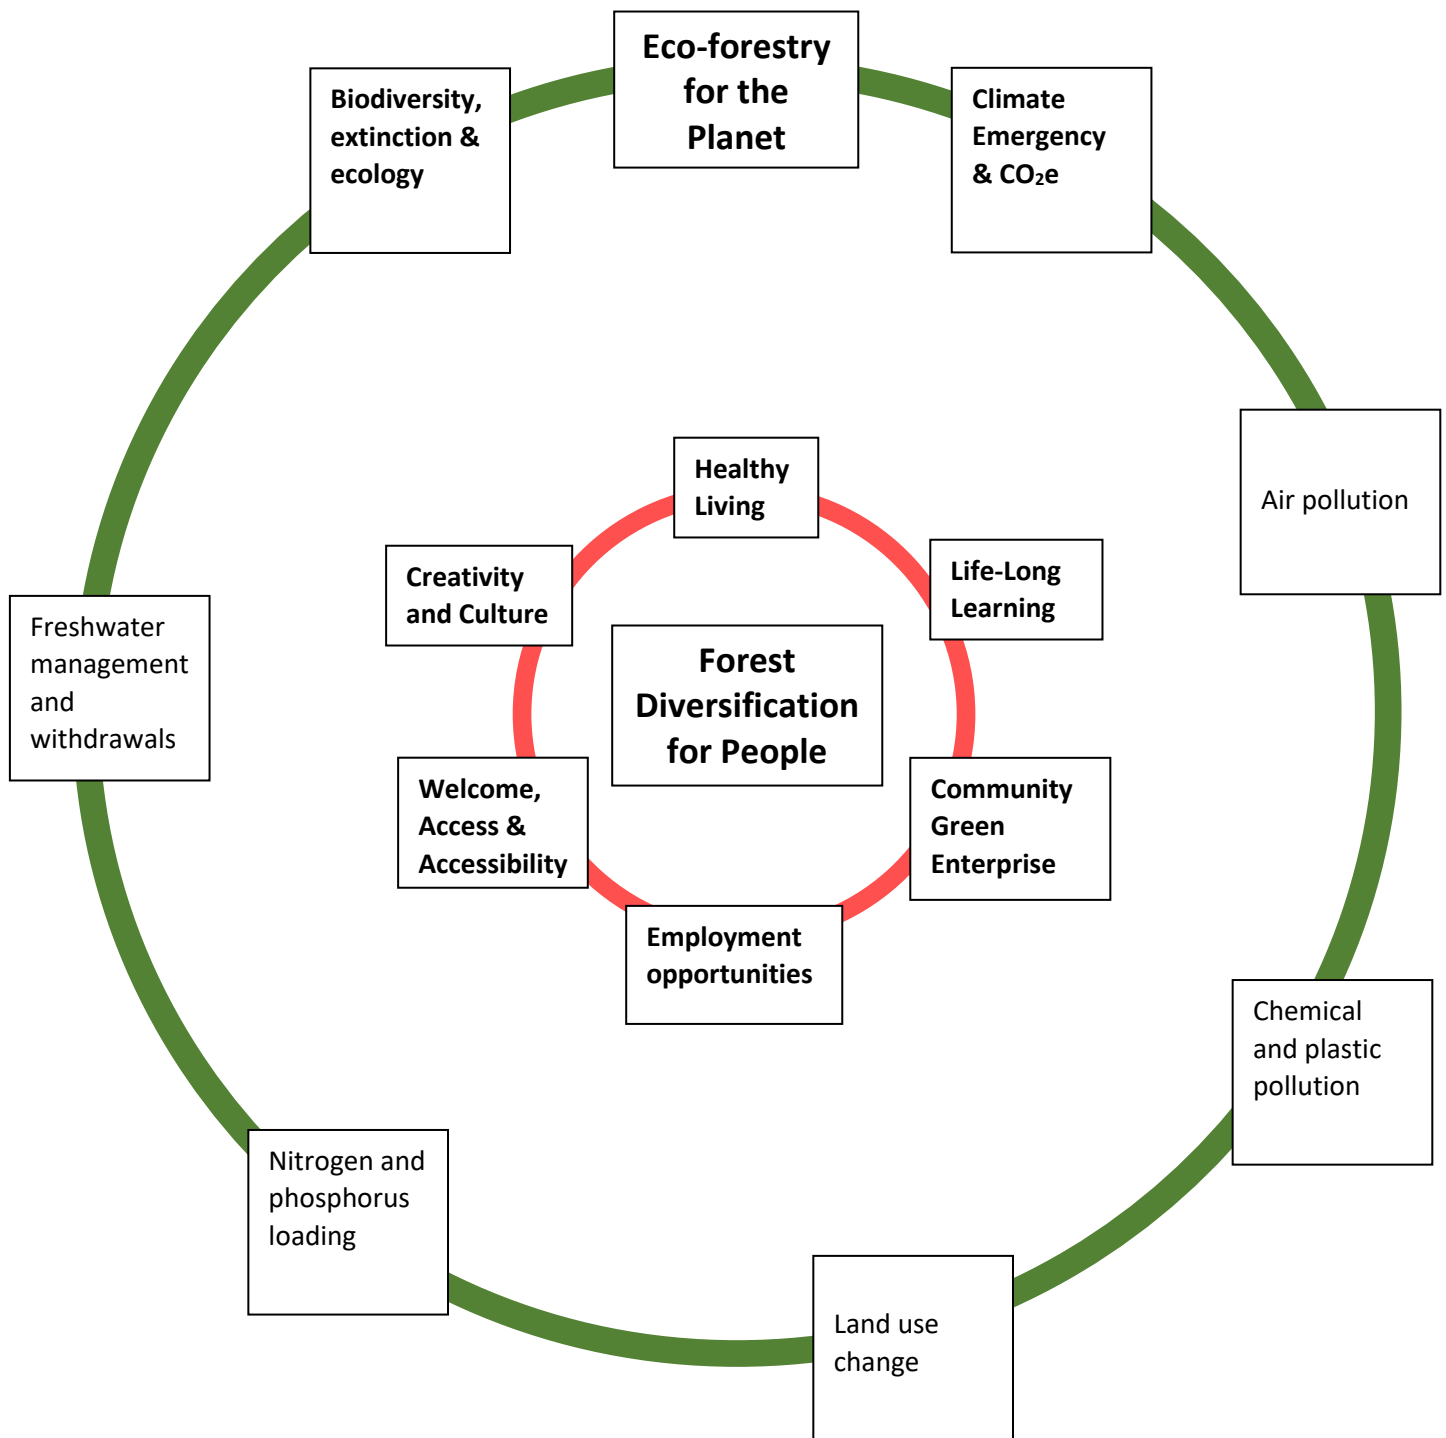 Eco-forestry
for the
Planet
Biodiversity,
extinction &
ecology
Climate
Emergency
& CO₂e
Air pollution
Healthy
Living
Life-Long
Learning
Creativity
and Culture
Forest
Diversification
for People
Freshwater
management
and
withdrawals
Welcome,
Access &
Accessibility
Community
Green
Enterprise
Employment
opportunities
Chemical
and plastic
pollution
Nitrogen and
phosphorus
loading
Land use
change